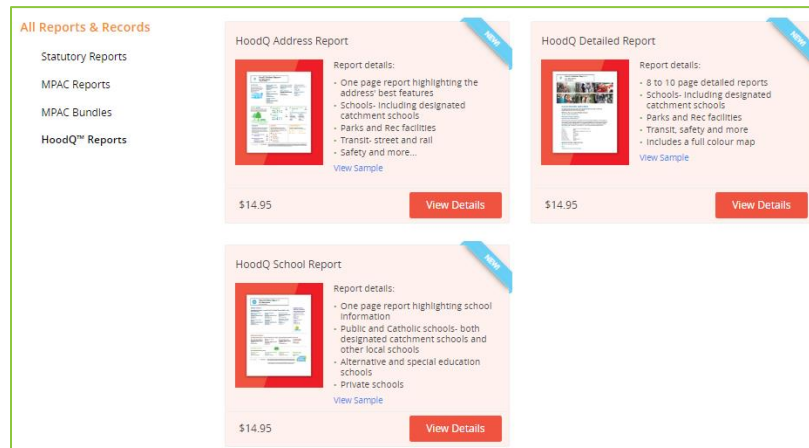 All Reports & Records
Statutory Reports
MPAC Reports
MPAC Bundles
HoodQ™ Reports
HoodQ Address Report
NEW!
Report details:
- One page report highlighting the
address' best features
- Schools- Including designated
catchment schools
- Parks and Rec facilities
- Transit- street and rail
- Safety and more...
View Sample
$14.95
View Details
HoodQ Detailed Report
NEW!
Report details:
- 8 to 10 page detailed reports
- Schools- Including designated
catchment schools
- Parks and Rec facilities
- Transit, safety and more
- Includes a full colour map
View Sample
$14.95
View Details
HoodQ School Report
NEW!
Report details:
- One page report highlighting school
information
- Public and Catholic schools- both
designated catchment schools and
other local schools
- Alternative and special education
schools
- Private schools
View Sample
$14.95
View Details